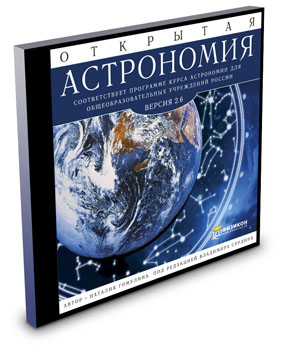 ОТКРЫТАЯ
АСТРОНОМИЯ
СООТВЕТСТВУЕТ ПРОГРАММЕ КУРСА АСТРОНОМИИ ДЛЯ
ОБЩЕОБРАЗОВАТЕЛЬНЫХ УЧРЕЖДЕНИЙ РОССИИ
ВЕРСИЯ 2.6
ФИЗИКОН
АВТОР – НАТАЛИЯ ГОМУЛИНА. ПОД РЕДАКЦИЕЙ ВЛАДИМИРА СУРДИНА